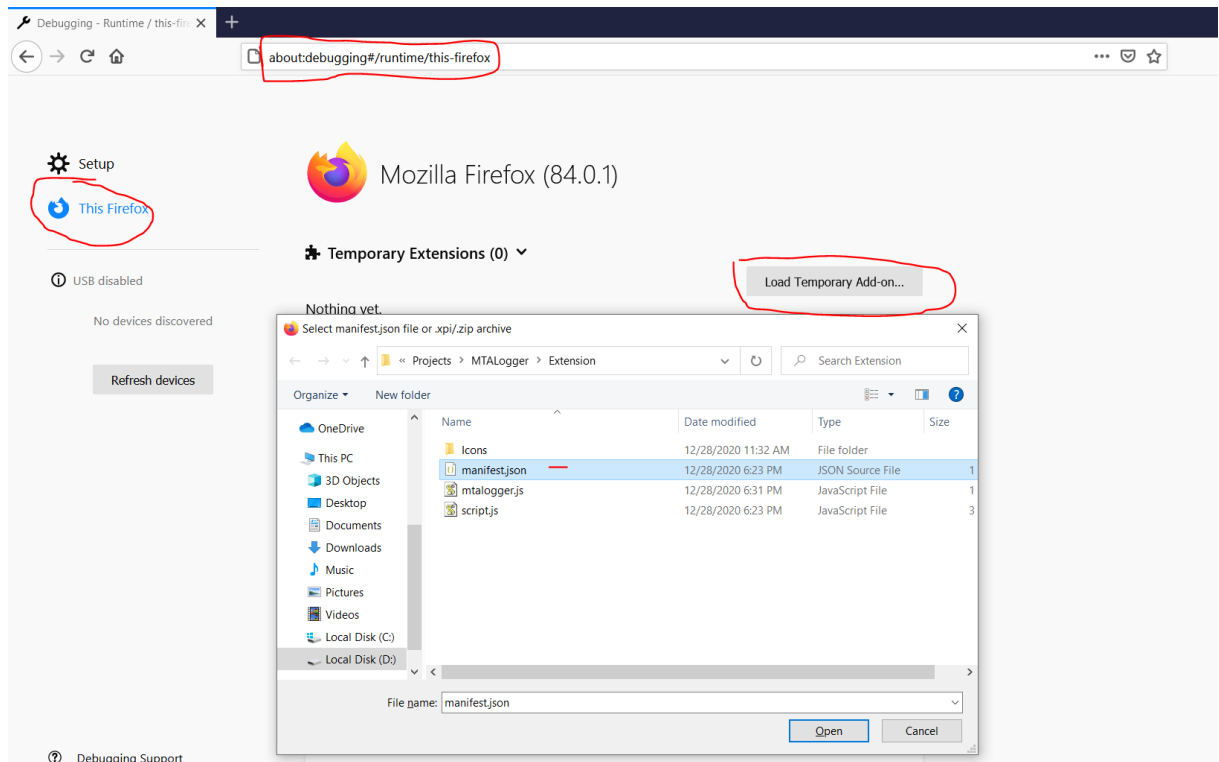 Debugging - Runtime / this-fire
about:debugging#/runtime/this-firefox
Setup
This Firefox
USB disabled
No devices discovered
Refresh devices
Debugging Support
Mozilla Firefox (84.0.1)
Temporary Extensions (0)
Load Temporary Add-on...
Nothing yet.
Select manifest.json file or .xpi/.zip archive
« Projects > MTALogger > Extension
Search Extension
Organize
New folder
OneDrive
This PC
3D Objects
Desktop
Documents
Downloads
Music
Pictures
Videos
Local Disk (C:)
Local Disk (D:)
Name Date modified Type Size
Icons 12/28/2020 11:32 AM File folder
manifest.json 12/28/2020 6:23 PM JSON Source File 1
mtalogger.js 12/28/2020 6:31 PM JavaScript File 1
script.js 12/28/2020 6:23 PM JavaScript File 3
File name: manifest.json
Open Cancel